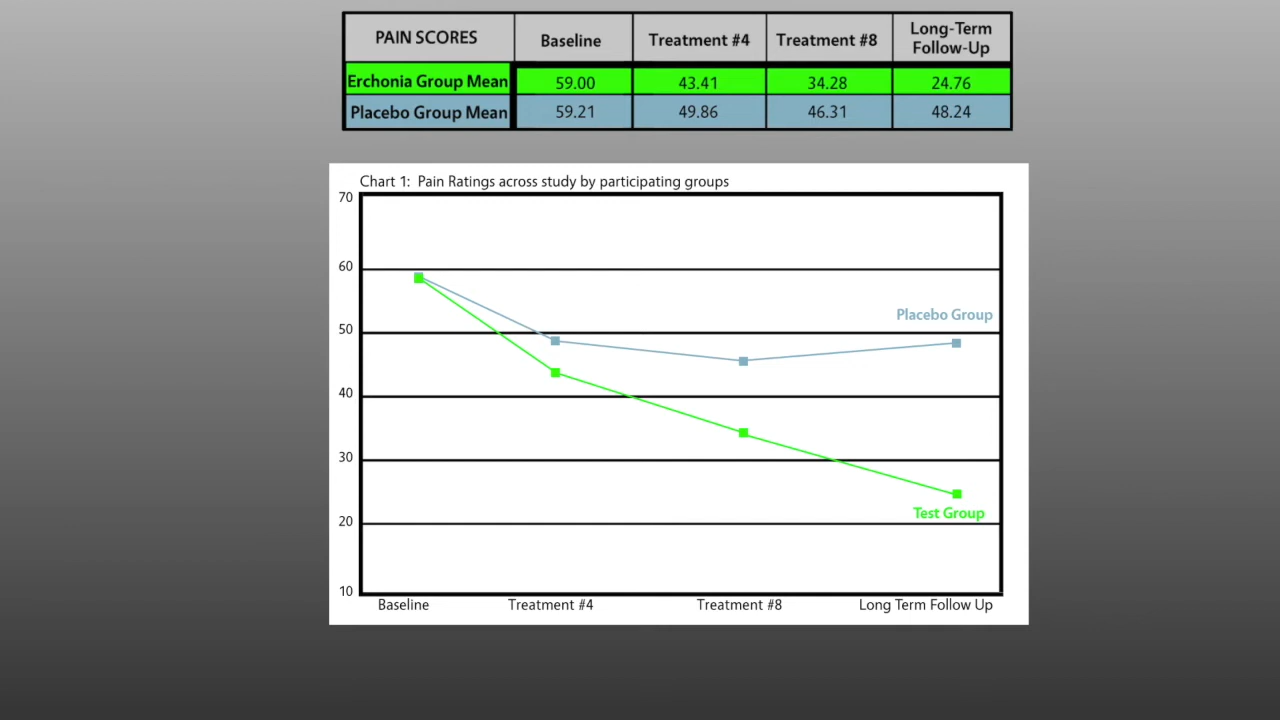 PAIN SCORES Baseline Treatment #4 Treatment #8 Long-Term Follow-Up
Erchonia Group Mean 59.00 43.41 34.28 24.76
Placebo Group Mean 59.21 49.86 46.31 48.24
Chart 1: Pain Ratings across study by participating groups
70
60
50
40
30
20
10
Placebo Group
Test Group
Baseline Treatment #4 Treatment #8 Long Term Follow Up